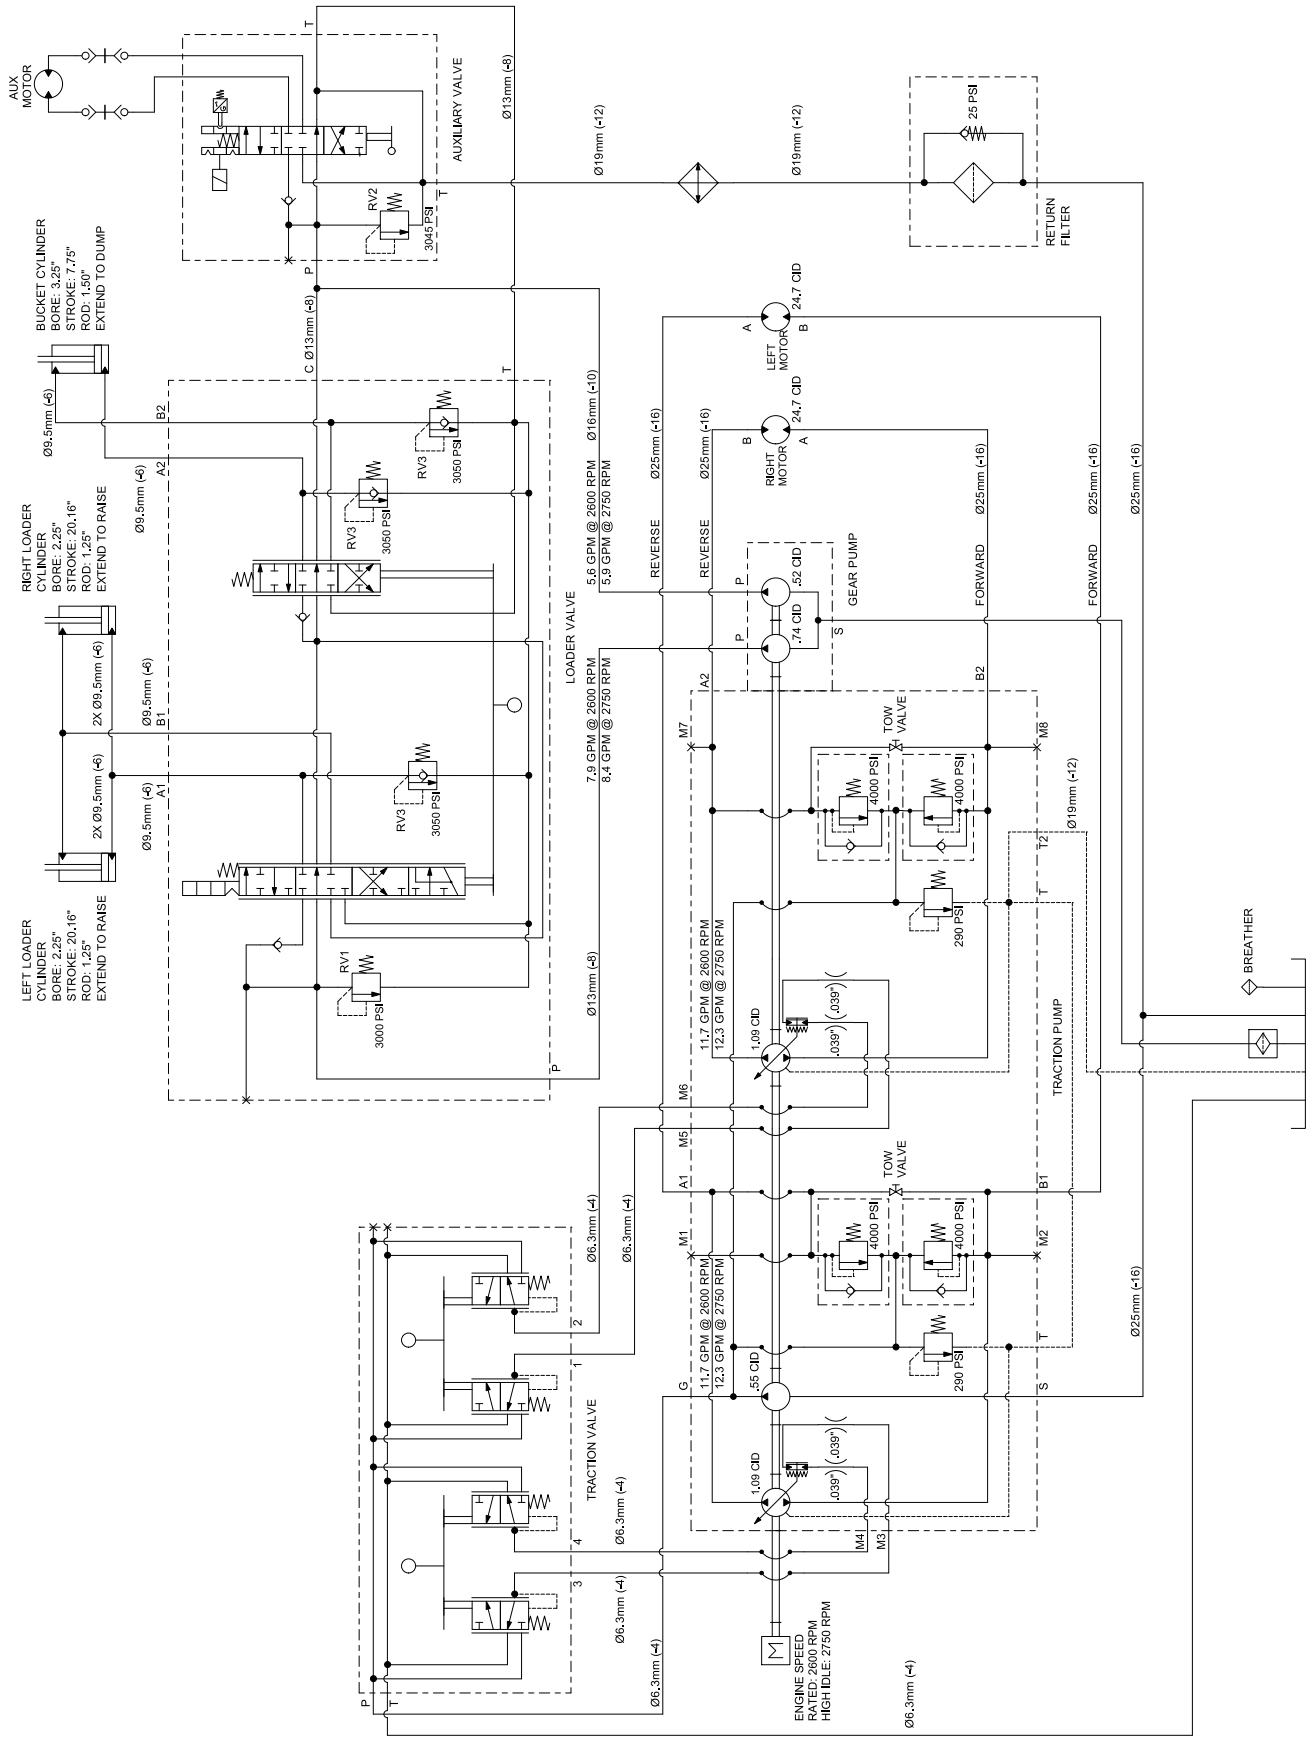 AUX
MOTOR
T
AUXILIARY VALVE
Ø13mm (-8)
G
RV2
3045 PSI
T
P
Ø19mm (-12)
Ø19mm (-12)
25 PSI
RETURN
FILTER
BUCKET CYLINDER
BORE: 3.25"
STROKE: 7.75"
ROD: 1.50"
EXTEND TO DUMP
C
Ø13mm (-8)
T
Ø9.5mm (-6)
B2
A2
Ø9.5mm (-6)
RV3
3050 PSI
RV3
3050 PSI
RIGHT LOADER
CYLINDER
BORE: 2.25"
STROKE: 20.16"
ROD: 1.25"
EXTEND TO RAISE
2X Ø9.5mm (-6)
2X Ø9.5mm (-6)
Ø9.5mm (-6)
B1
Ø9.5mm (-6)
A1
RV3
3050 PSI
LOADER VALVE
LEFT LOADER
CYLINDER
BORE: 2.25"
STROKE: 20.16"
ROD: 1.25"
EXTEND TO RAISE
RV1
3000 PSI
P
Ø13mm (-8)
Ø16mm (-10)
5.6 GPM @ 2600 RPM
5.9 GPM @ 2750 RPM
7.9 GPM @ 2600 RPM
8.4 GPM @ 2750 RPM
Ø25mm (-16)
REVERSE
Ø25mm (-16)
REVERSE
A
LEFT
MOTOR
B
24.7 CID
B
RIGHT
MOTOR
A
24.7 CID
Ø25mm (-16)
FORWARD
Ø25mm (-16)
FORWARD
Ø25mm (-16)
P
.52 CID
P
.74 CID
S
GEAR PUMP
A2
B2
M7
M8
TOW
VALVE
4000 PSI
4000 PSI
T2
Ø19mm (-12)
T
290 PSI
11.7 GPM @ 2600 RPM
12.3 GPM @ 2750 RPM
1.09 CID
.039"
.039"
TRACTION PUMP
BREATHER
M6
M5
A1
B1
M1
M2
TOW
VALVE
4000 PSI
4000 PSI
T
290 PSI
11.7 GPM @ 2600 RPM
12.3 GPM @ 2750 RPM
G
.55 CID
S
Ø25mm (-16)
1.09 CID
.039"
.039"
M4
M3
Ø6.3mm (-4)
Ø6.3mm (-4)
2
1
TRACTION VALVE
4
3
Ø6.3mm (-4)
Ø6.3mm (-4)
P
T
Ø6.3mm (-4)
M
ENGINE SPEED
RATED: 2600 RPM
HIGH IDLE: 2750 RPM
Ø6.3mm (-4)